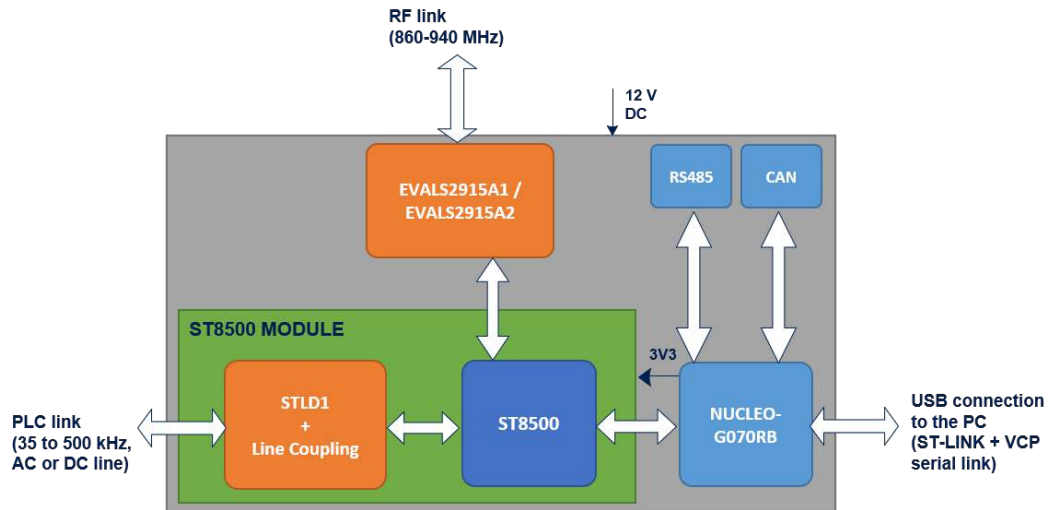 RF link
(860-940 MHz)
12 V
DC
EVALS2915A1 /
EVALS2915A2
RS485
CAN
ST8500 MODULE
3V3
STLD1
+
Line Coupling
ST8500
NUCLEO-
G070RB
PLC link
(35 to 500 kHz,
AC or DC line)
USB connection
to the PC
(ST-LINK + VCP
serial link)